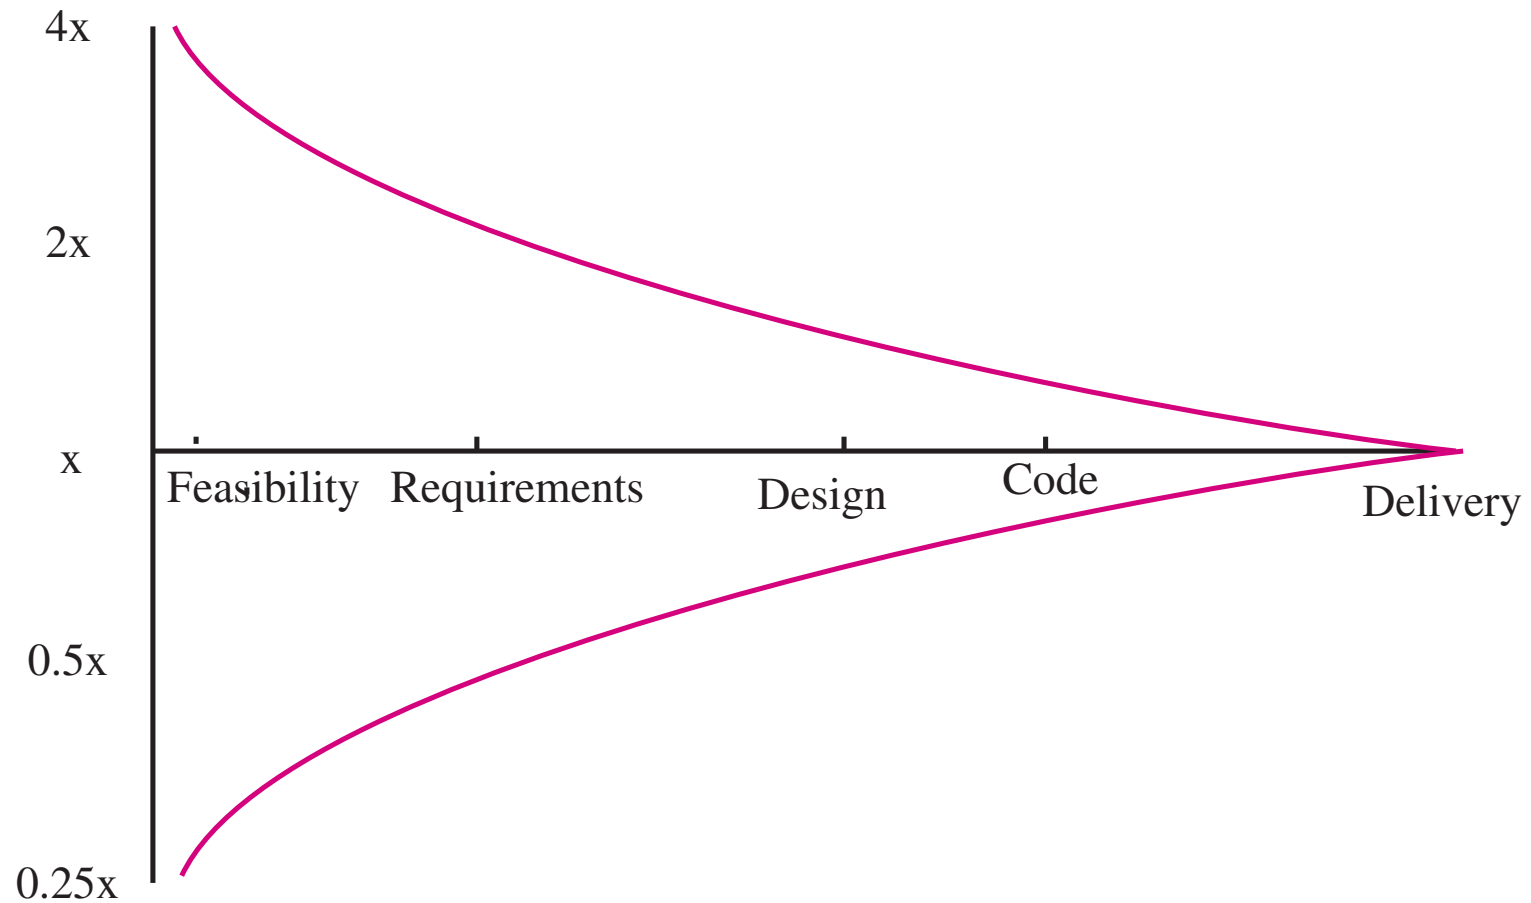 4x
2x
x
Feasibility Requirements Design Code Delivery
0.5x
0.25x